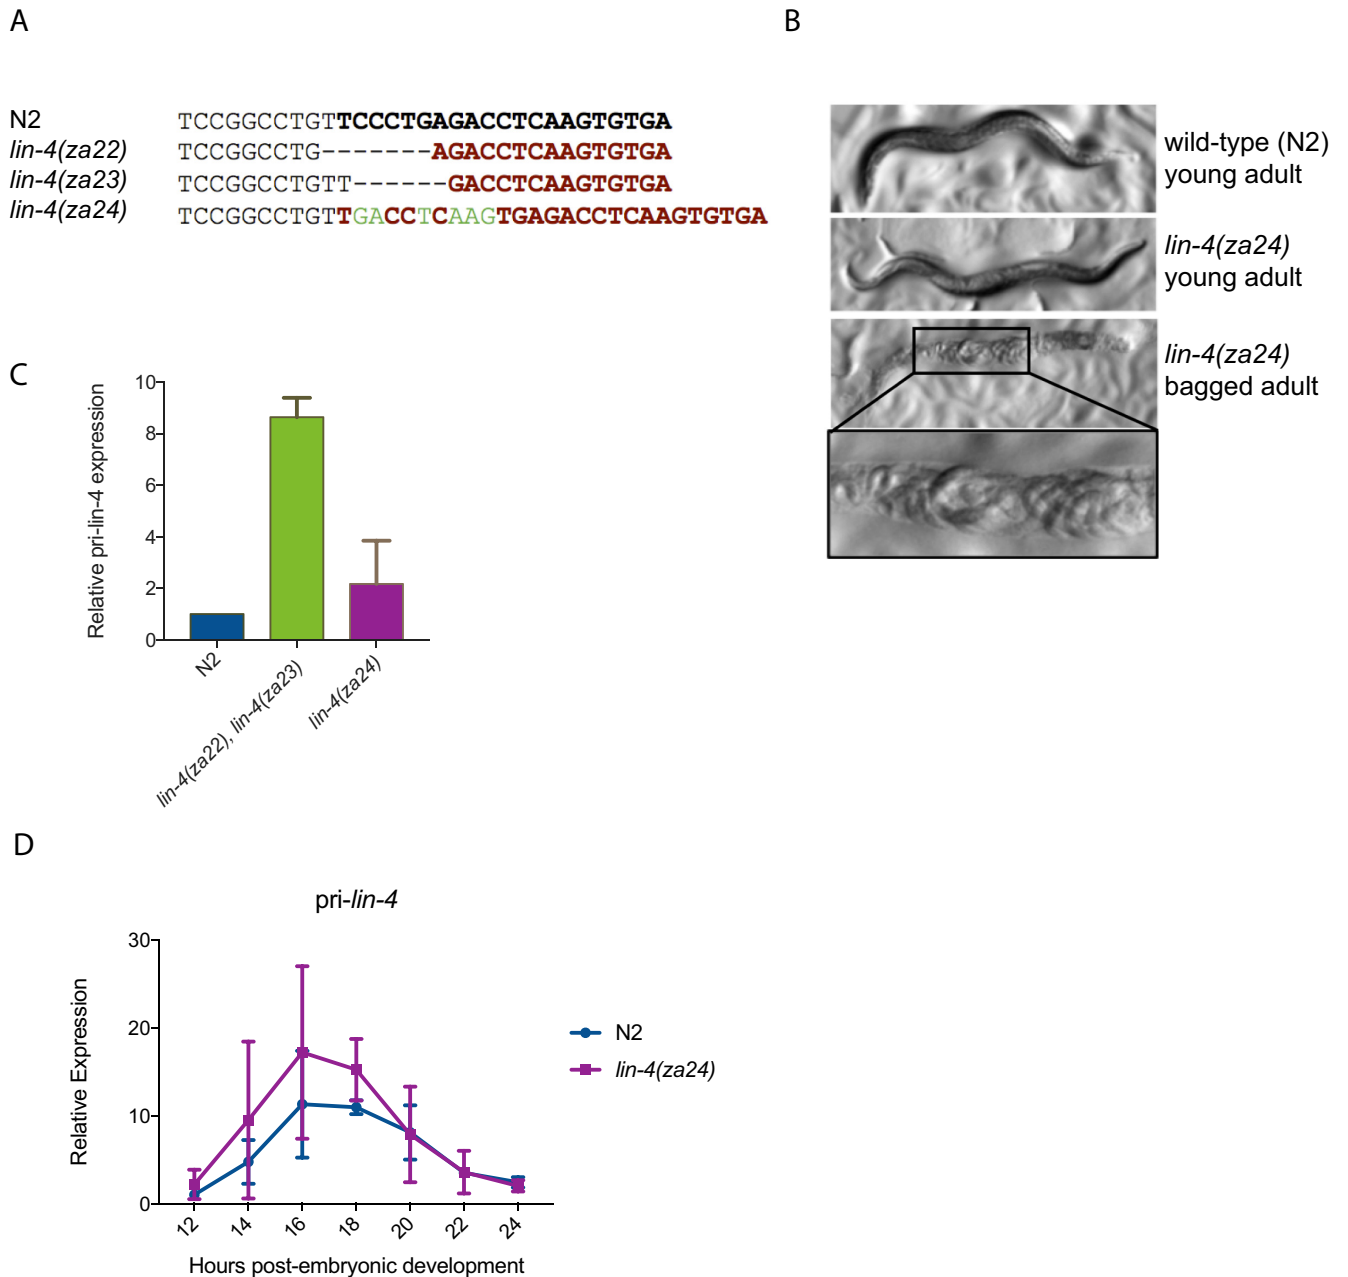 A
N2 TCCGGCCTGTTCCCTGAGACCTCAAGTGTGA
lin-4(za22) TCCGGCCTG-------AGACCTCAAGTGTGA
lin-4(za23) TCCGGCCTGTT------GACCTCAAGTGTGA
lin-4(za24) TCCGGCCTGTTGACCTCAAGTGAGACCTCAAGTGTGA
B
wild-type (N2)
young adult
lin-4(za24)
young adult
lin-4(za24)
bagged adult
C
Relative pri-lin-4 expression
10
8
6
4
2
0
N2
lin-4(za22), lin-4(za23)
lin-4(za24)
D
pri-lin-4
Relative Expression
30
20
10
0
12 14 16 18 20 22 24
Hours post-embryonic development
N2
lin-4(za24)